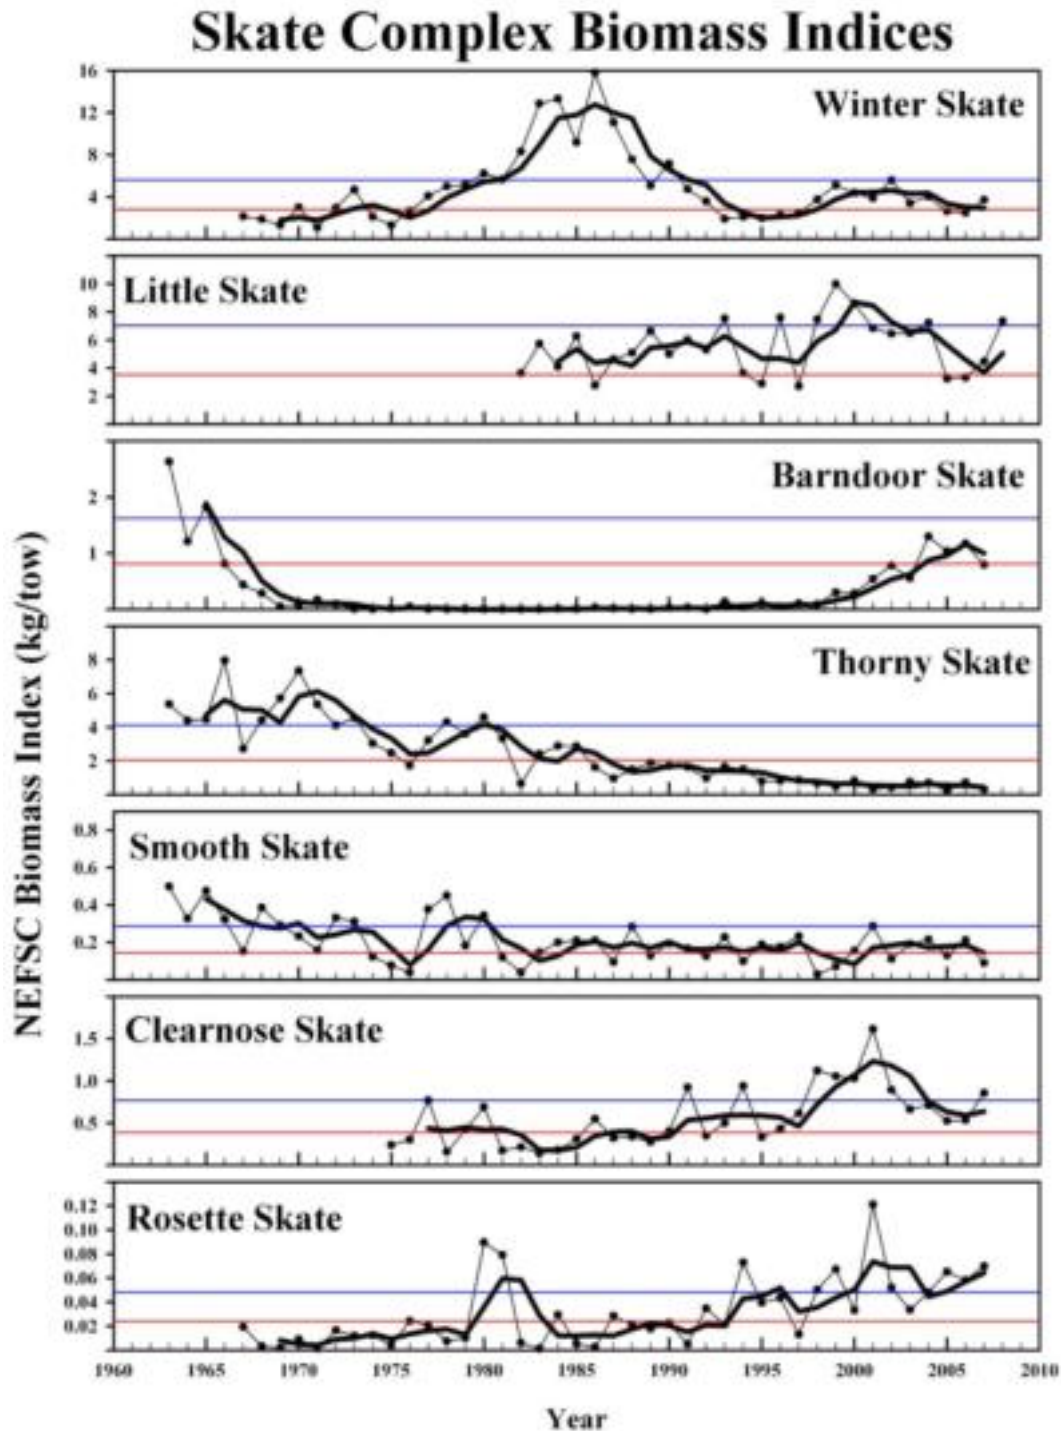 Skate Complex Biomass Indices
NEFSC Biomass Index (kg/tow)
16
12
8
4
Winter Skate
10
8
6
4
2
Little Skate
2
1
Barndoor Skate
8
6
4
2
Thorny Skate
0.8
0.6
0.4
0.2
Smooth Skate
1.5
1.0
0.5
Clearnose Skate
0.12
0.10
0.08
0.06
0.04
0.02
Rosette Skate
1960 1965 1970 1975 1980 1985 1990 1995 2000 2005 2010
Year